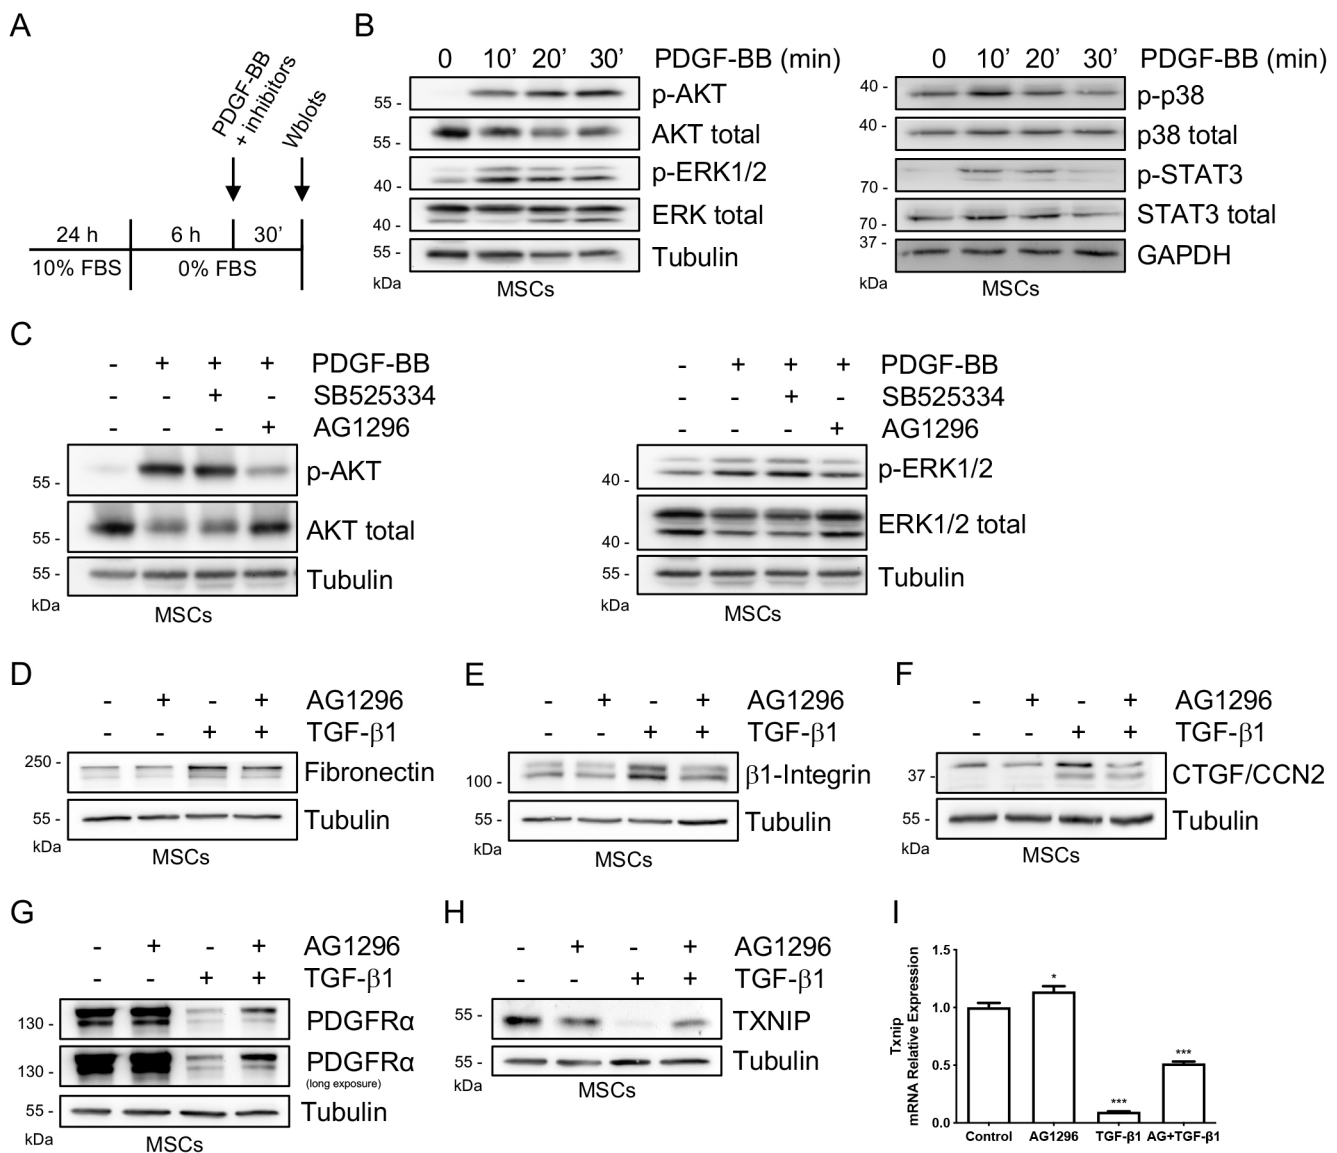 A
PDGF-BB
+ inhibitors
Wblots
24 h
6 h
30’
10% FBS
0% FBS
B
0 10’ 20’ 30’ PDGF-BB (min)
55 - p-AKT
55 - AKT total
40 - p-ERK1/2
40 - ERK total
55 - Tubulin
kDa
MSCs
0 10’ 20’ 30’ PDGF-BB (min)
40 - p-p38
40 - p38 total
70 - p-STAT3
70 - STAT3 total
37 - GAPDH
kDa
MSCs
C
- + + + PDGF-BB
- - + - SB525334
- - - + AG1296
55 - p-AKT
55 - AKT total
55 - Tubulin
kDa
MSCs
- + + + PDGF-BB
- - + - SB525334
- - - + AG1296
40 - p-ERK1/2
40 - ERK1/2 total
55 - Tubulin
kDa
MSCs
D
- + - + AG1296
- - + + TGF-β1
250 - Fibronectin
55 - Tubulin
kDa
MSCs
E
- + - + AG1296
- - + + TGF-β1
100 - β1-Integrin
55 - Tubulin
kDa
MSCs
F
- + - + AG1296
- - + + TGF-β1
37 - CTGF/CCN2
55 - Tubulin
kDa
MSCs
G
- + - + AG1296
- - + + TGF-β1
130 - PDGFRα
130 - PDGFRα
(long exposure)
55 - Tubulin
kDa
MSCs
H
- + - + AG1296
- - + + TGF-β1
55 - TXNIP
55 - Tubulin
kDa
MSCs
I
Txnip
mRNA Relative Expression
1.5
1.0
0.5
0.0
*
***
***
Control AG1296 TGF-β1 AG+TGF-β1